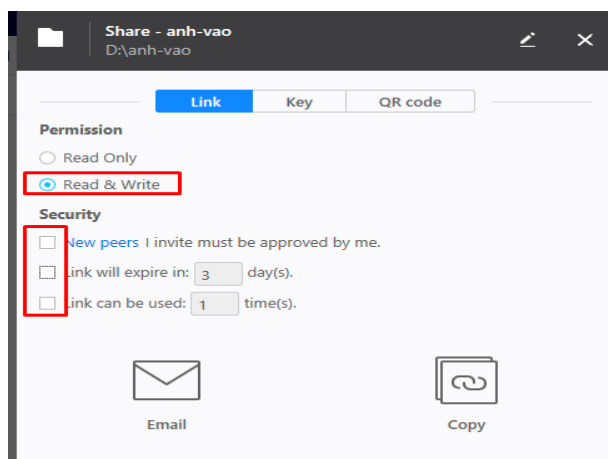 Share - anh-vao
D:\anh-vao
Link Key QR code
Permission
Read Only
Read & Write
Security
New peers I invite must be approved by me.
Link will expire in: 3 day(s).
Link can be used: 1 time(s).
Email Copy